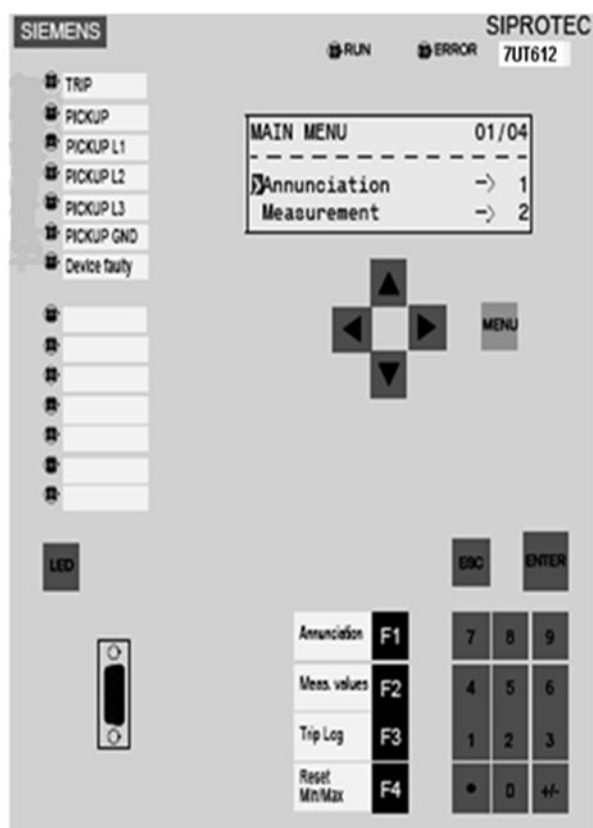 SIEMENS
SIPROTEC
RUN
ERROR
7UT612
TRIP
PICKUP
PICKUP L1
PICKUP L2
PICKUP L3
PICKUP GND
Device faulty
MAIN MENU 01/04
Annunciation -> 1
Measurement -> 2
MENU
LED
ESC
ENTER
Annunciation F1
7 8 9
Meas. values F2
4 5 6
Trip Log F3
1 2 3
Reset
Min/Max F4
• 0 +/-